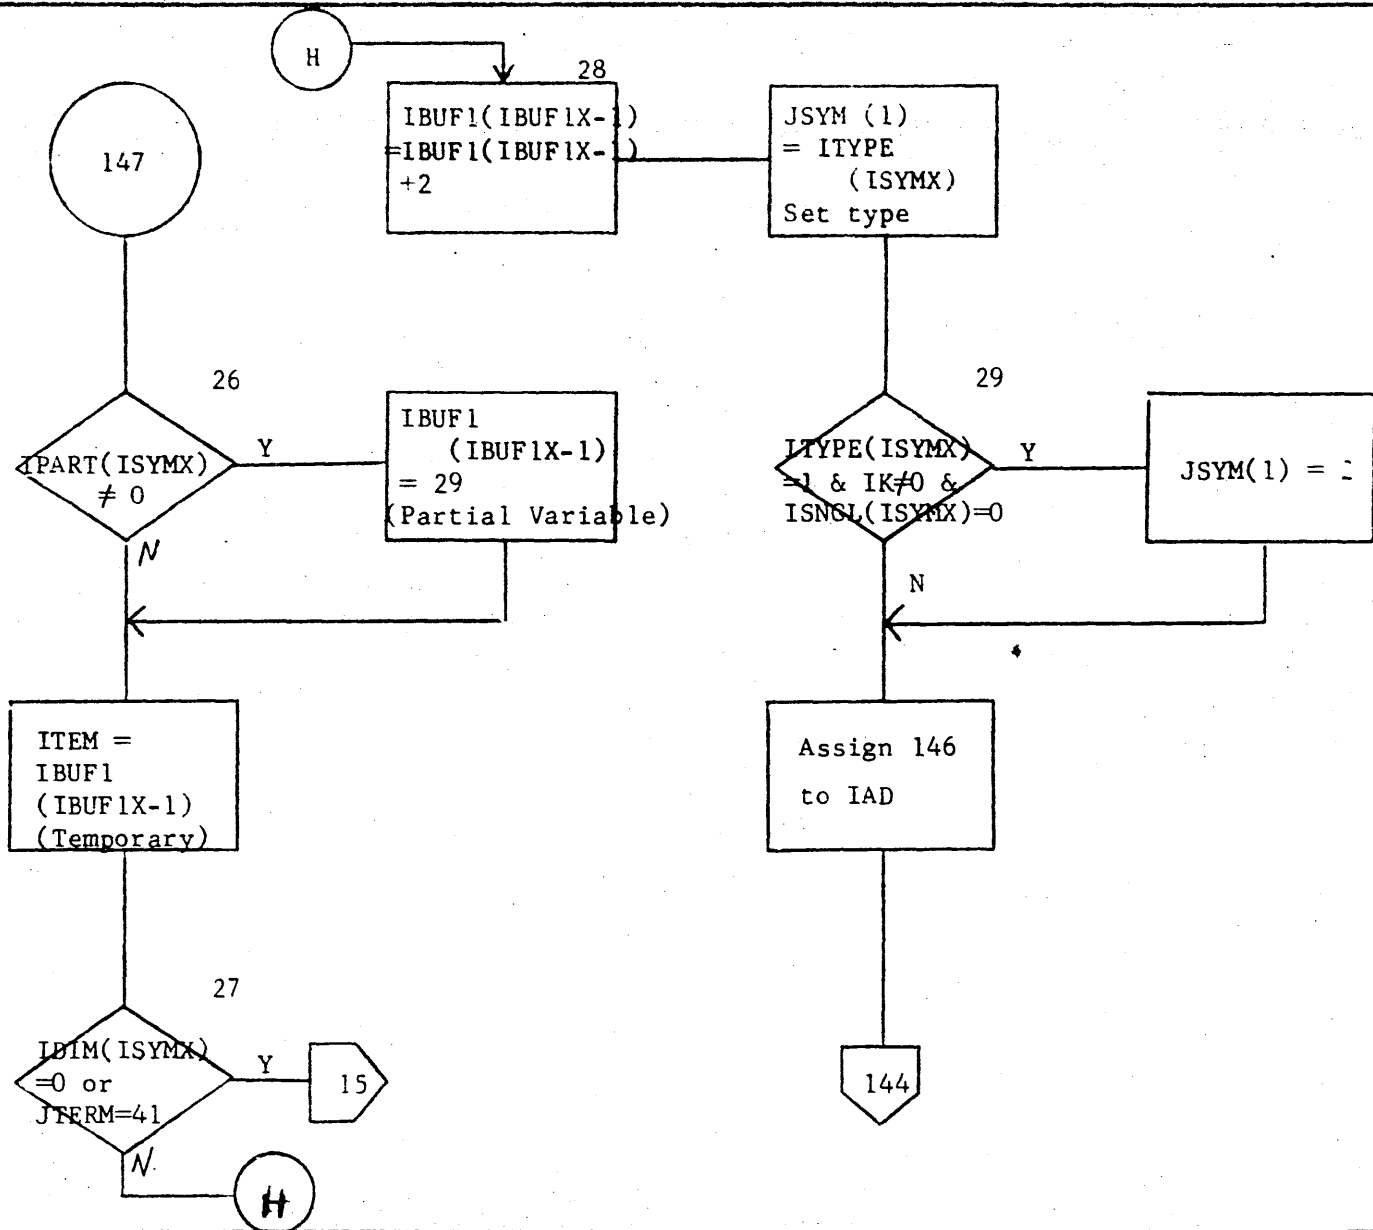 H
147
28
IBUF1(IBUF1X-1)
=IBUF1(IBUF1X-1)
+2
JSYM (1)
= ITYPE
(ISYMX)
Set type
26
IPART(ISYMX)
≠ 0
Y
N
IBUF1
(IBUF1X-1)
= 29
(Partial Variable)
29
ITYPE(ISYMX)
=1 & IK≠0 &
ISNGL(ISYMX)=0
Y
N
JSYM(1) =
ITEM =
IBUF1
(IBUF1X-1)
(Temporary)
Assign 146
to IAD
27
IDIM(ISYMX)
=0 or
JTERM=41
Y
15
N
H
144